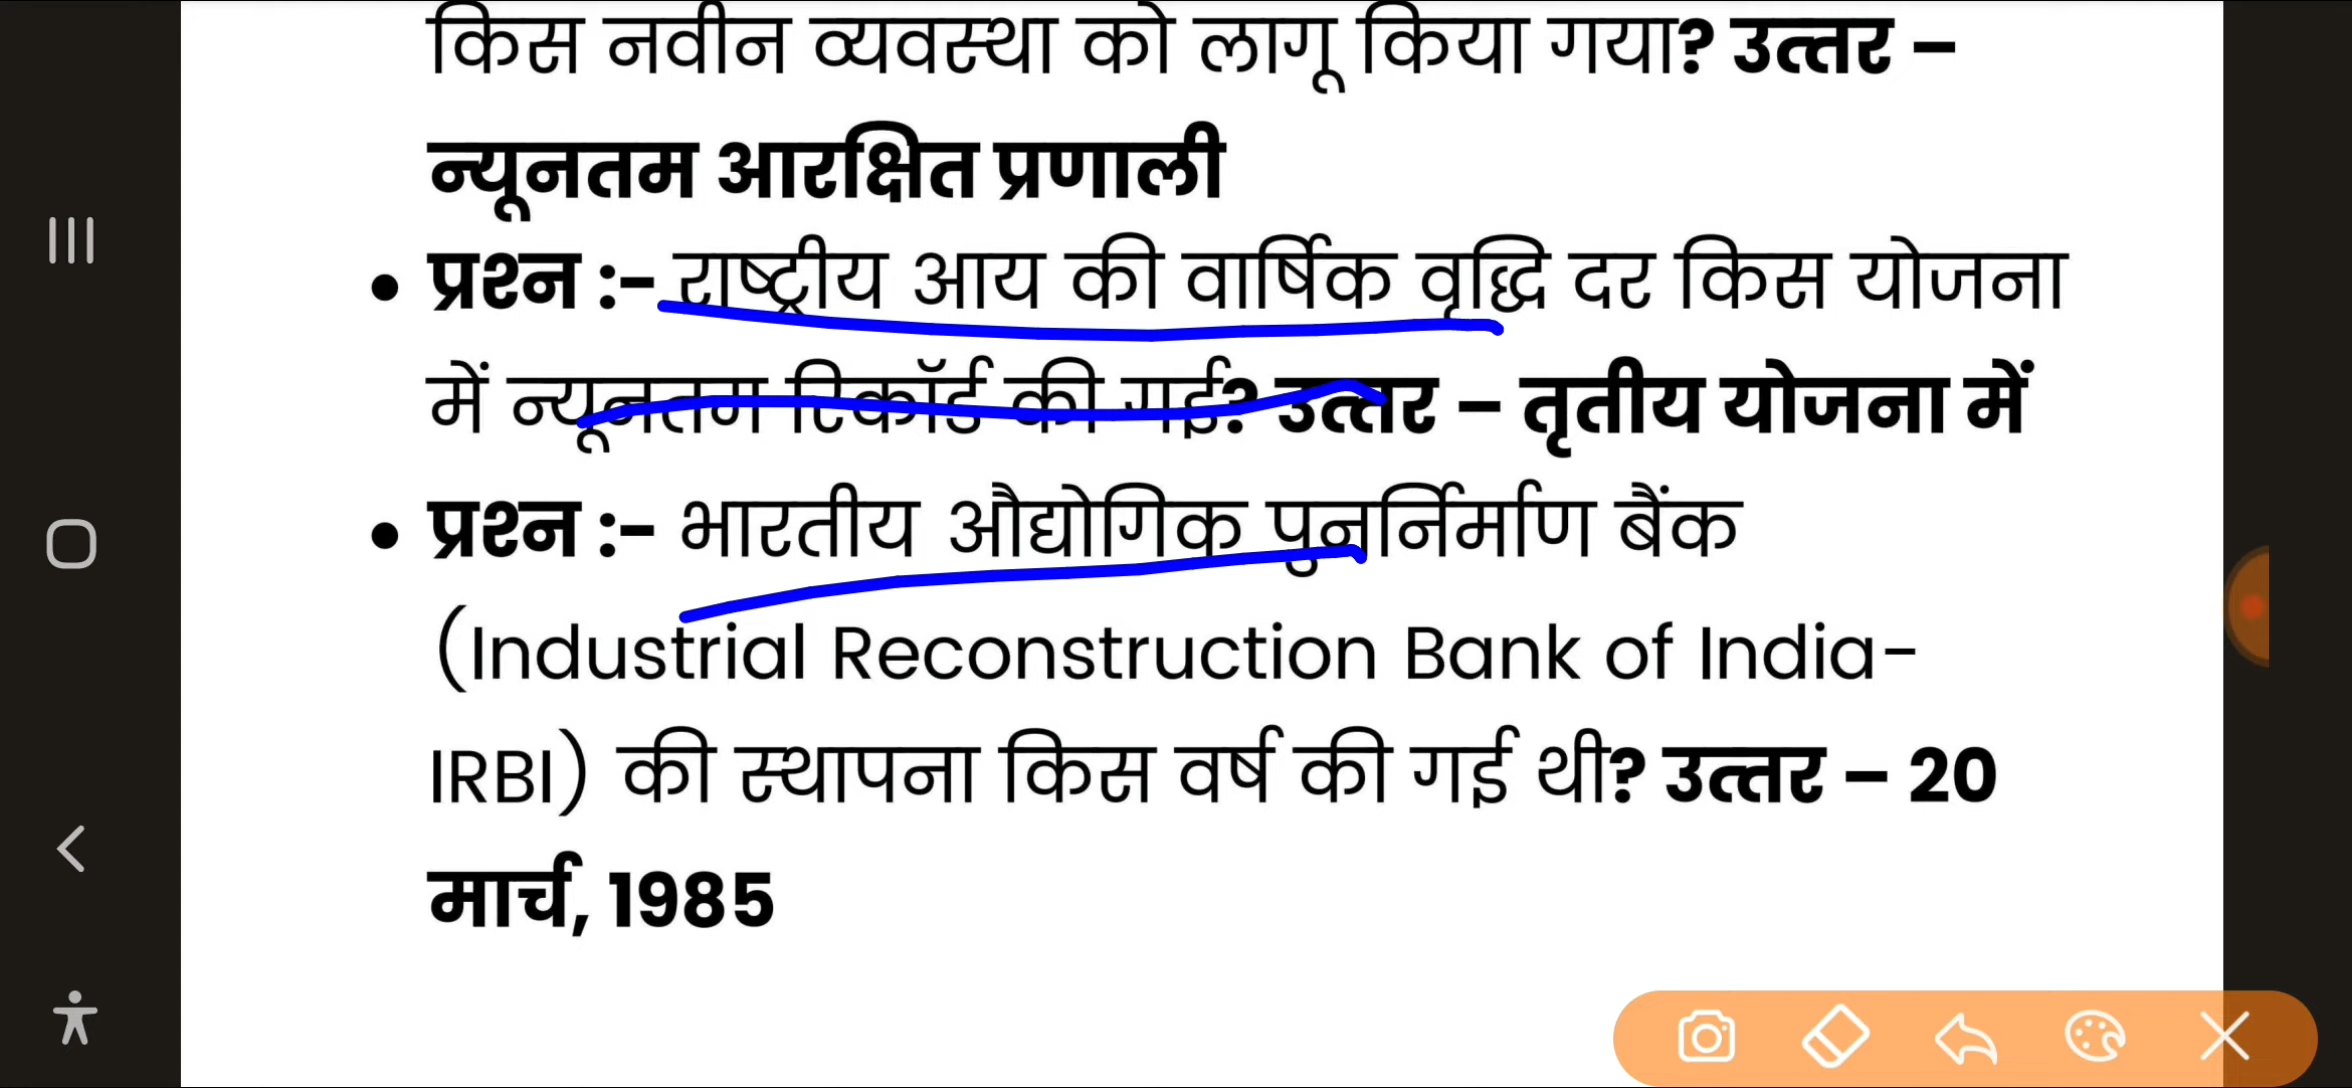 किस नवीन व्यवस्था को लागू किया गया? उत्तर –
न्यूनतम आरक्षित प्रणाली
• प्रश्न :- राष्ट्रीय आय की वार्षिक वृद्धि दर किस योजना
में न्यूनतम रिकॉर्ड की गई? उत्तर – तृतीय योजना में
• प्रश्न :- भारतीय औद्योगिक पुनर्निर्माण बैंक
(Industrial Reconstruction Bank of India-
IRBI) की स्थापना किस वर्ष की गई थी? उत्तर – 20
मार्च, 1985